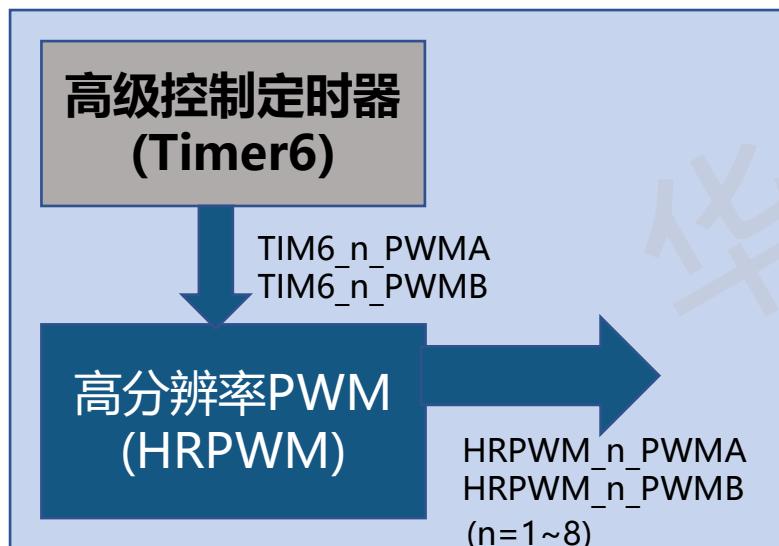 高级控制定时器
(Timer6)
TIM6_n_PWMA
TIM6_n_PWMB
高分辨率PWM
(HRPWM)
HRPWM_n_PWMA
HRPWM_n_PWMB
(n=1~8)
华